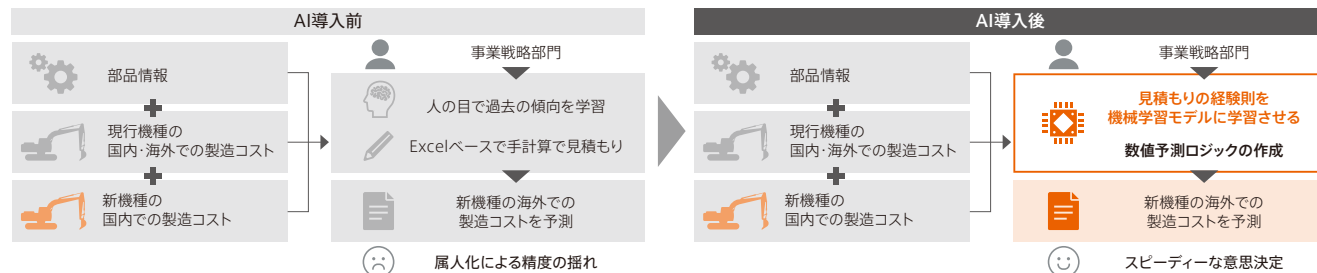 AI導入前
部品情報
現行機種の
国内・海外での製造コスト
新機種の
国内での製造コスト
事業戦略部門
人の目で過去の傾向を学習
Excelベースで手計算で見積もり
新機種の海外での
製造コストを予測
属人化による精度の揺れ
AI導入後
部品情報
現行機種の
国内・海外での製造コスト
新機種の
国内での製造コスト
事業戦略部門
見積もりの経験則を
機械学習モデルに学習させる
数値予測ロジックの作成
新機種の海外での
製造コストを予測
スピーディーな意思決定